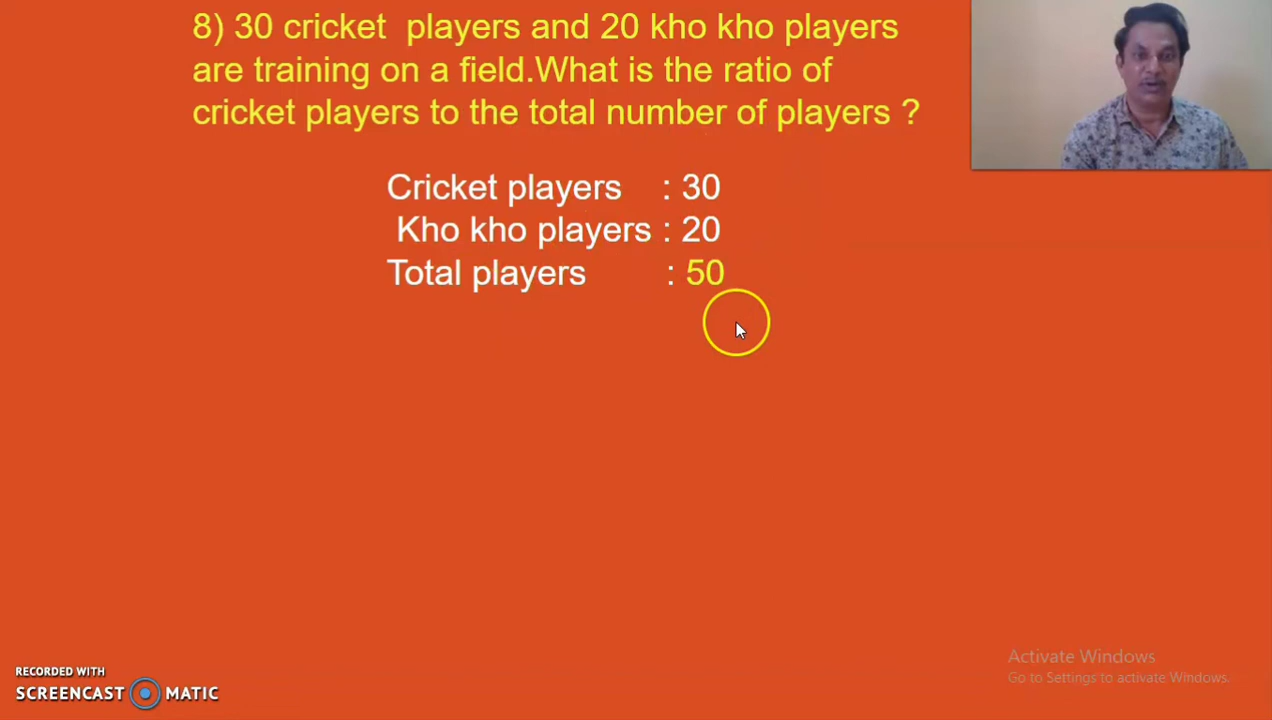 8) 30 cricket  players and 20 kho kho players
are training on a field.What is the ratio of
cricket players to the total number of players ?
Cricket players : 30
Kho kho players : 20
Total players : 50
Activate Windows
Go to Settings to activate Windows.
RECORDED WITH
SCREENCAST MATIC